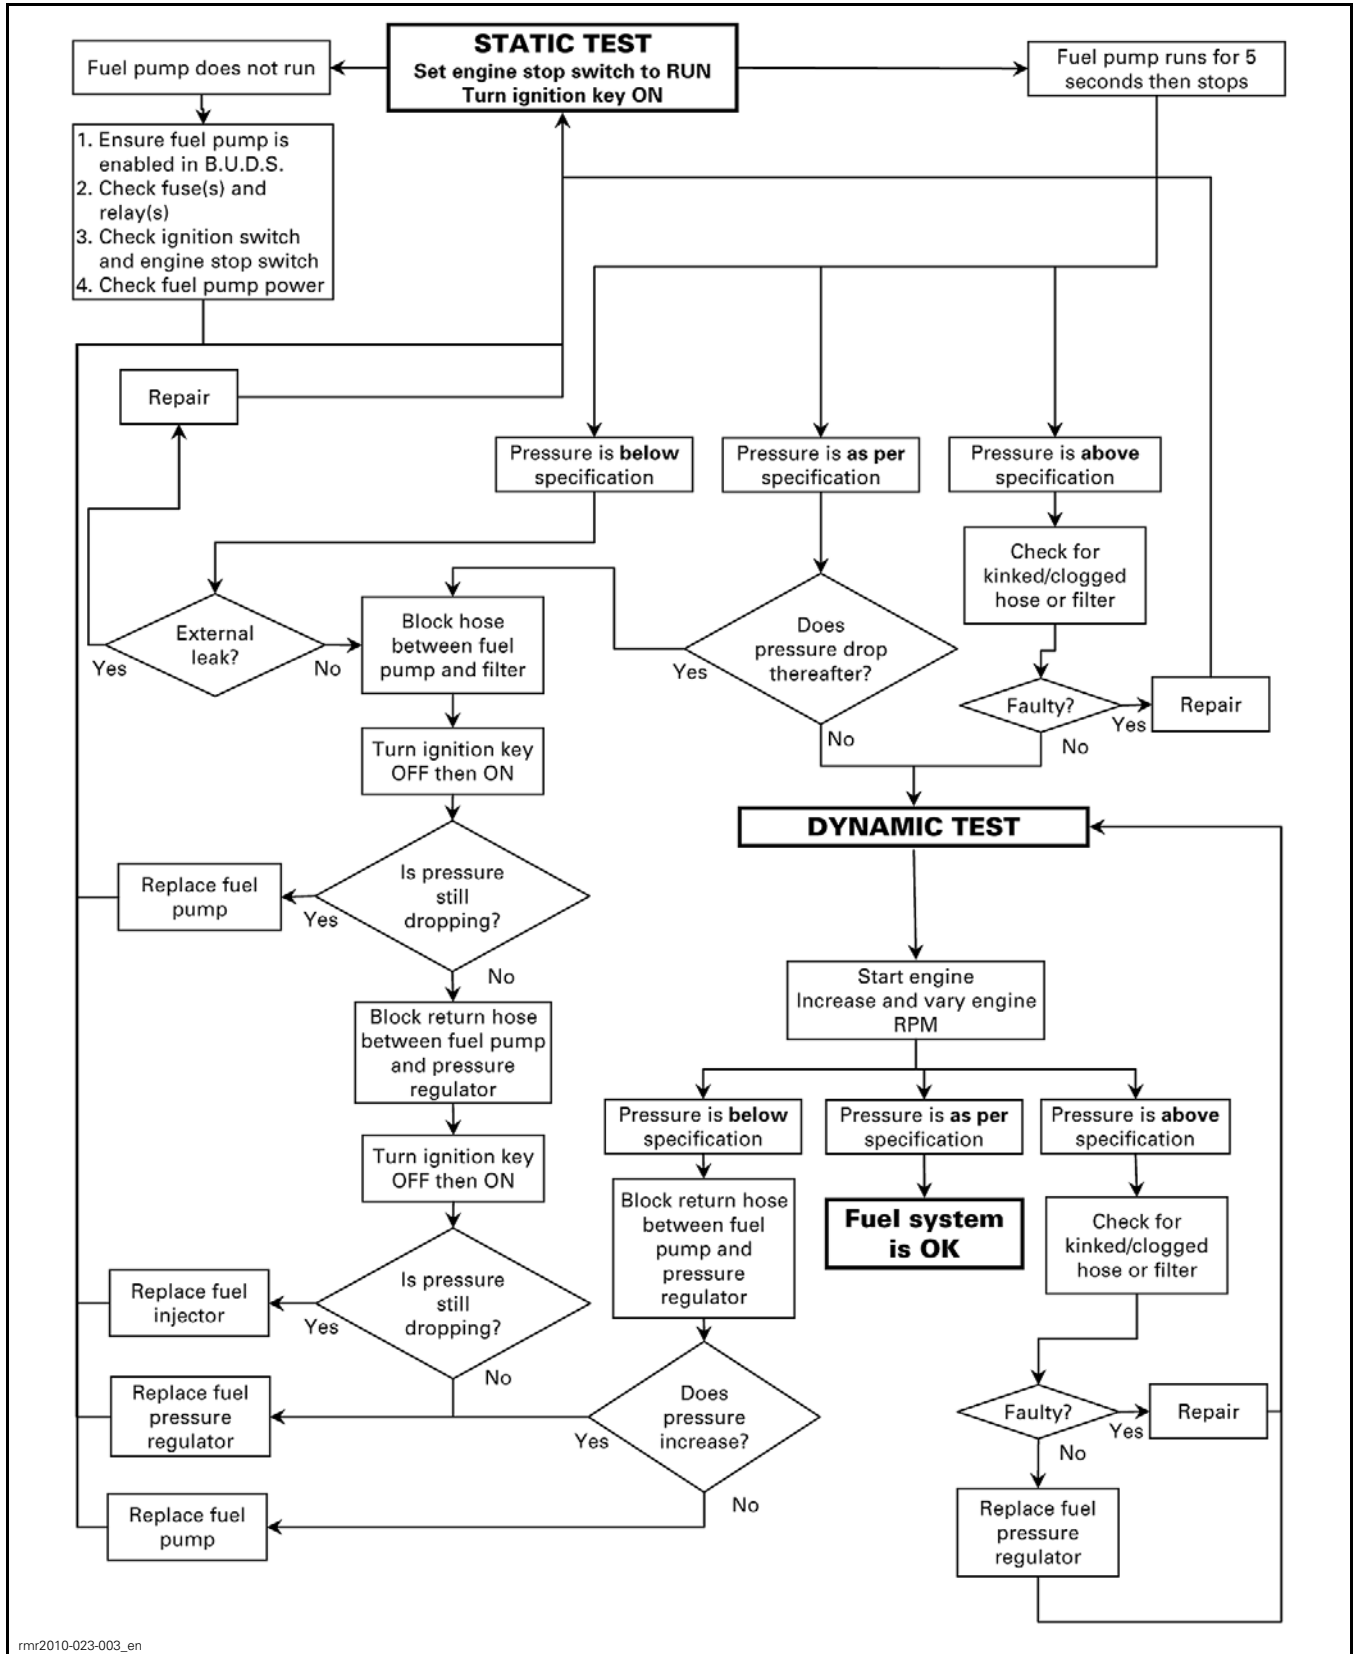 STATIC TEST
Set engine stop switch to RUN
Turn ignition key ON
Fuel pump does not run
Fuel pump runs for 5
seconds then stops
1. Ensure fuel pump is
enabled in B.U.D.S.
2. Check fuse(s) and
relay(s)
3. Check ignition switch
and engine stop switch
4. Check fuel pump power
Repair
Pressure is below
specification
Pressure is as per
specification
Pressure is above
specification
Check for
kinked/clogged
hose or filter
External
leak?
Yes
No
Block hose
between fuel
pump and filter
Does
pressure drop
thereafter?
Yes
No
Faulty?
Yes
No
Repair
Turn ignition key
OFF then ON
DYNAMIC TEST
Is pressure
still
dropping?
Yes
No
Replace fuel
pump
Start engine
Increase and vary engine
RPM
Block return hose
between fuel pump
and pressure
regulator
Pressure is below
specification
Pressure is as per
specification
Pressure is above
specification
Turn ignition key
OFF then ON
Block return hose
between fuel
pump and
pressure
regulator
Fuel system
is OK
Check for
kinked/clogged
hose or filter
Is pressure
still
dropping?
Yes
No
Replace fuel
injector
Replace fuel
pressure
regulator
Does
pressure
increase?
Yes
No
Faulty?
Yes
No
Repair
Replace fuel
pump
Replace fuel
pressure
regulator
rmr2010-023-003_en